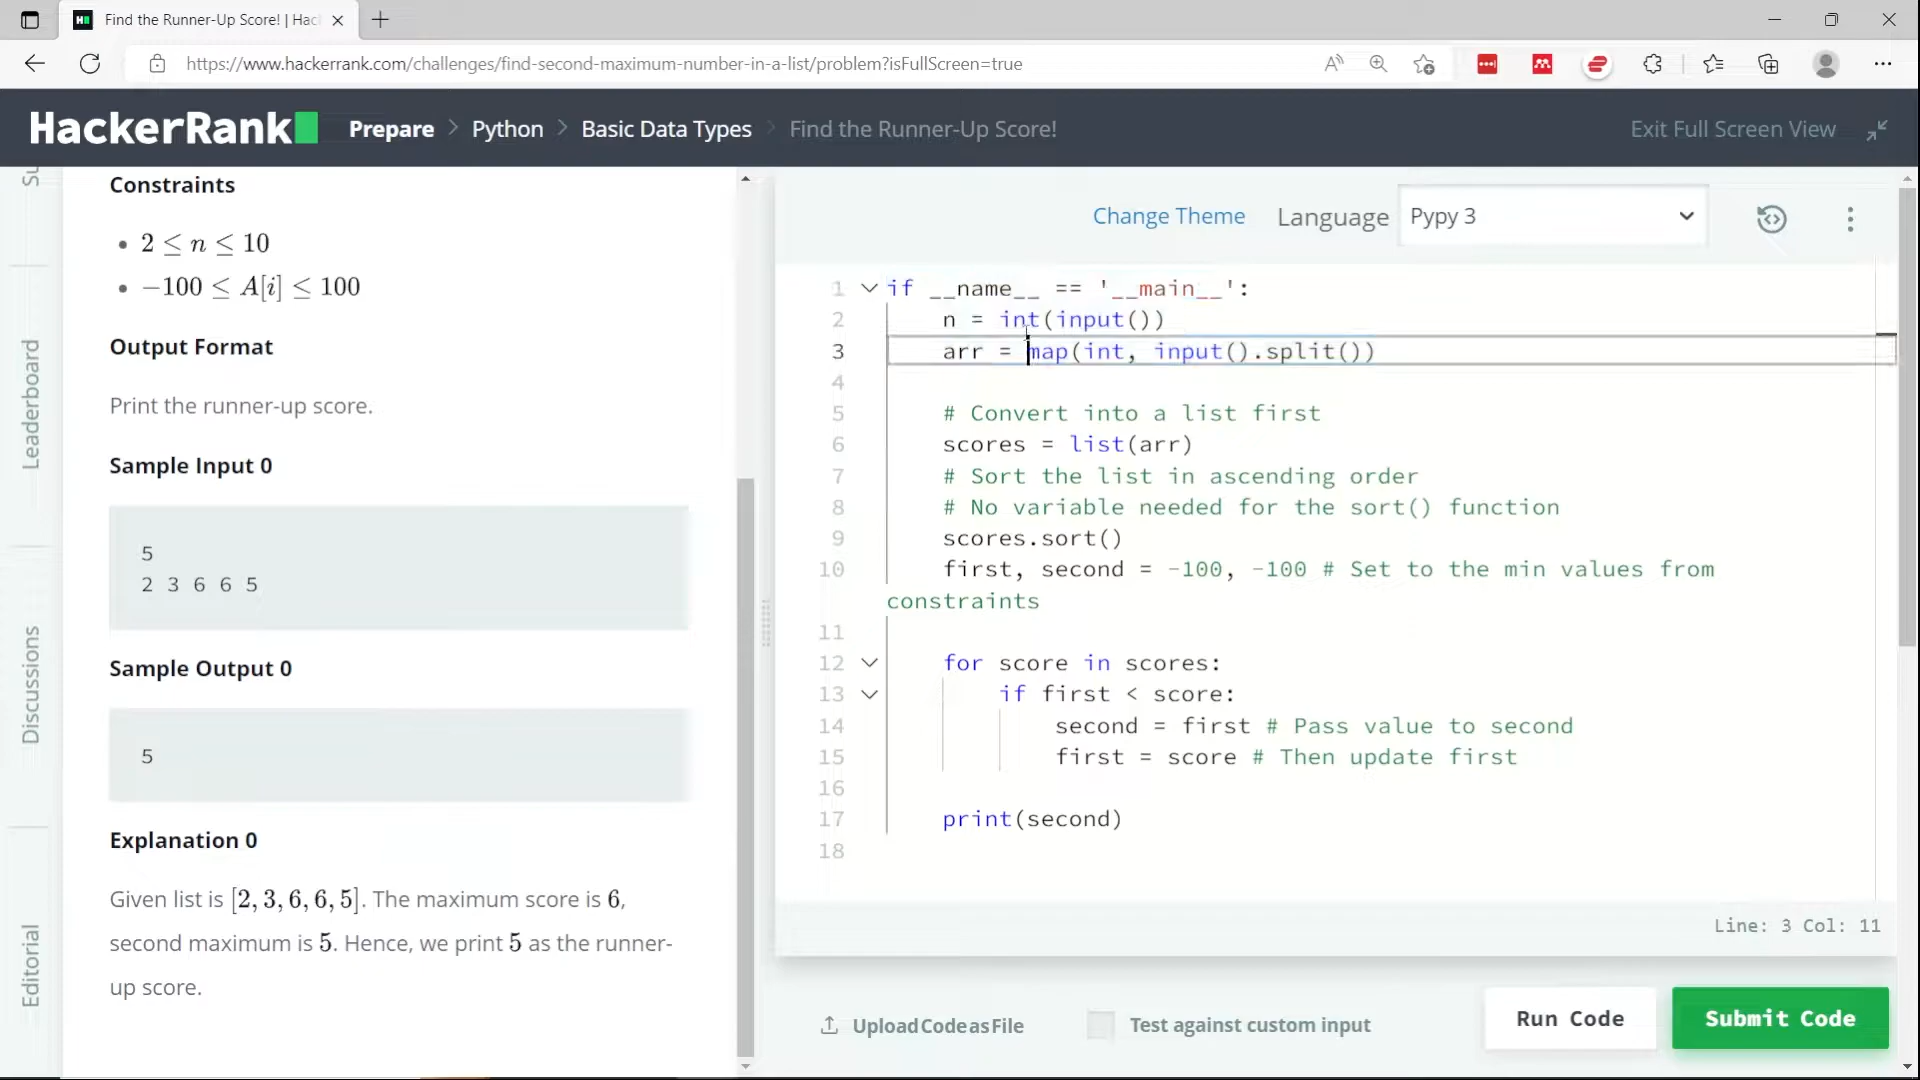 Find the Runner-Up Score! | Hac
https://www.hackerrank.com/challenges/find-second-maximum-number-in-a-list/problem?isFullScreen=true
HackerRank
Prepare > Python > Basic Data Types > Find the Runner-Up Score!
Exit Full Screen View
Leaderboard
Discussions
Editorial
Constraints
• 2 ≤ n ≤ 10
• −100 ≤ A[i] ≤ 100
Output Format
Print the runner-up score.
Sample Input 0
5
2 3 6 6 5
Sample Output 0
5
Explanation 0
Given list is [2, 3, 6, 6, 5]. The maximum score is 6,
second maximum is 5. Hence, we print 5 as the runner-
up score.
Change Theme
Language
Pypy 3
1 if __name__ == '__main__':
2 n = int(input())
3 arr = map(int, input().split())
4
5 # Convert into a list first
6 scores = list(arr)
7 # Sort the list in ascending order
8 # No variable needed for the sort() function
9 scores.sort()
10 first, second = -100, -100 # Set to the min values from
constraints
11
12 for score in scores:
13 if first < score:
14 second = first # Pass value to second
15 first = score # Then update first
16
17 print(second)
18
Line: 3 Col: 11
Upload Code as File
Test against custom input
Run Code
Submit Code